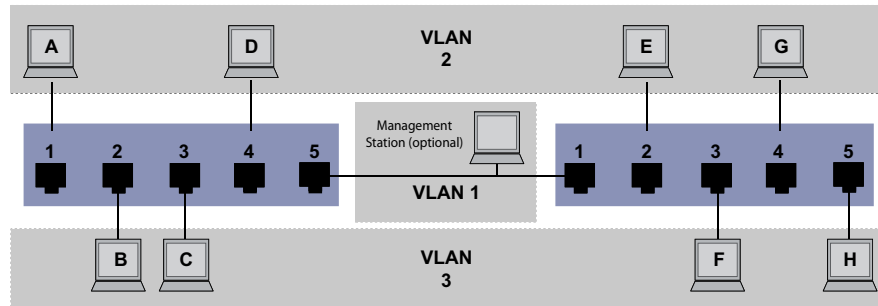 A D VLAN 2 E G
Management
Station (optional)
1 2 3 4 5 1 2 3 4 5
VLAN 1
B C VLAN 3 F H